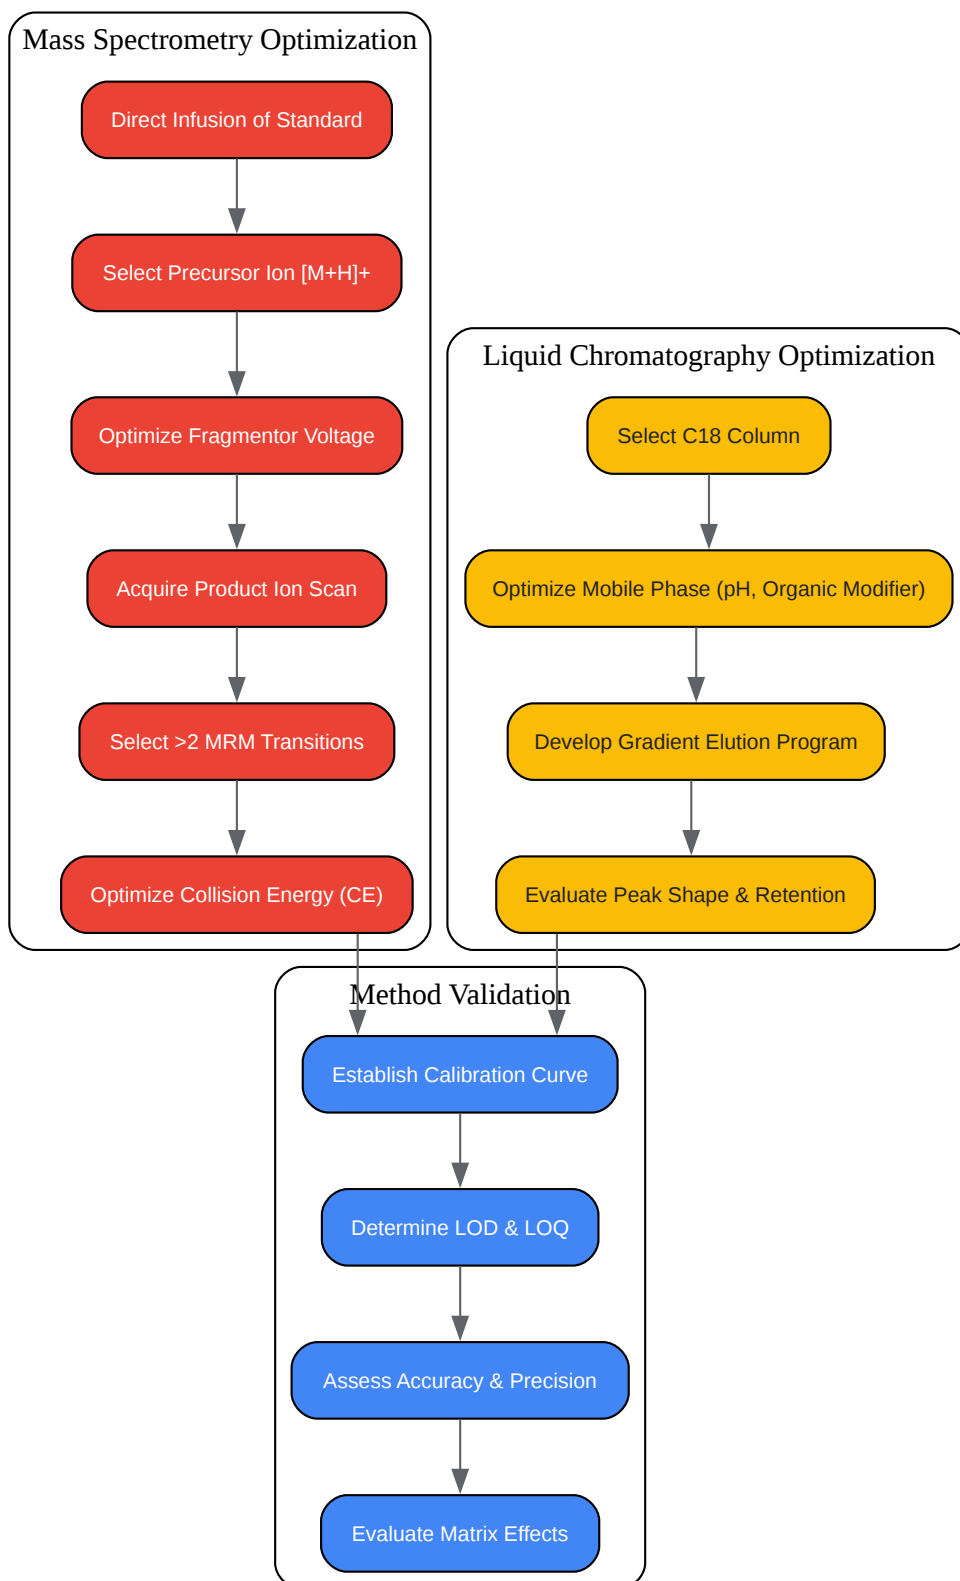 Mass Spectrometry Optimization
Direct Infusion of Standard
Select Precursor Ion [M+H]+
Optimize Fragmentor Voltage
Acquire Product Ion Scan
Select >2 MRM Transitions
Optimize Collision Energy (CE)
Liquid Chromatography Optimization
Select C18 Column
Optimize Mobile Phase (pH, Organic Modifier)
Develop Gradient Elution Program
Evaluate Peak Shape & Retention
Method Validation
Establish Calibration Curve
Determine LOD & LOQ
Assess Accuracy & Precision
Evaluate Matrix Effects